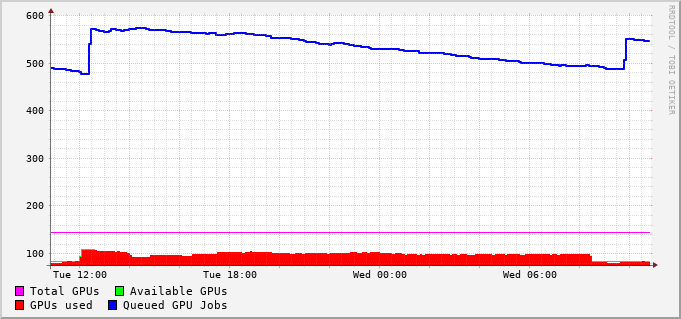 600
500
400
300
200
100
Tue 12:00 Tue 18:00 Wed 00:00 Wed 06:00
Total GPUs Available GPUs
GPUs used Queued GPU Jobs
RRDTOOL / TOBI OETIKER